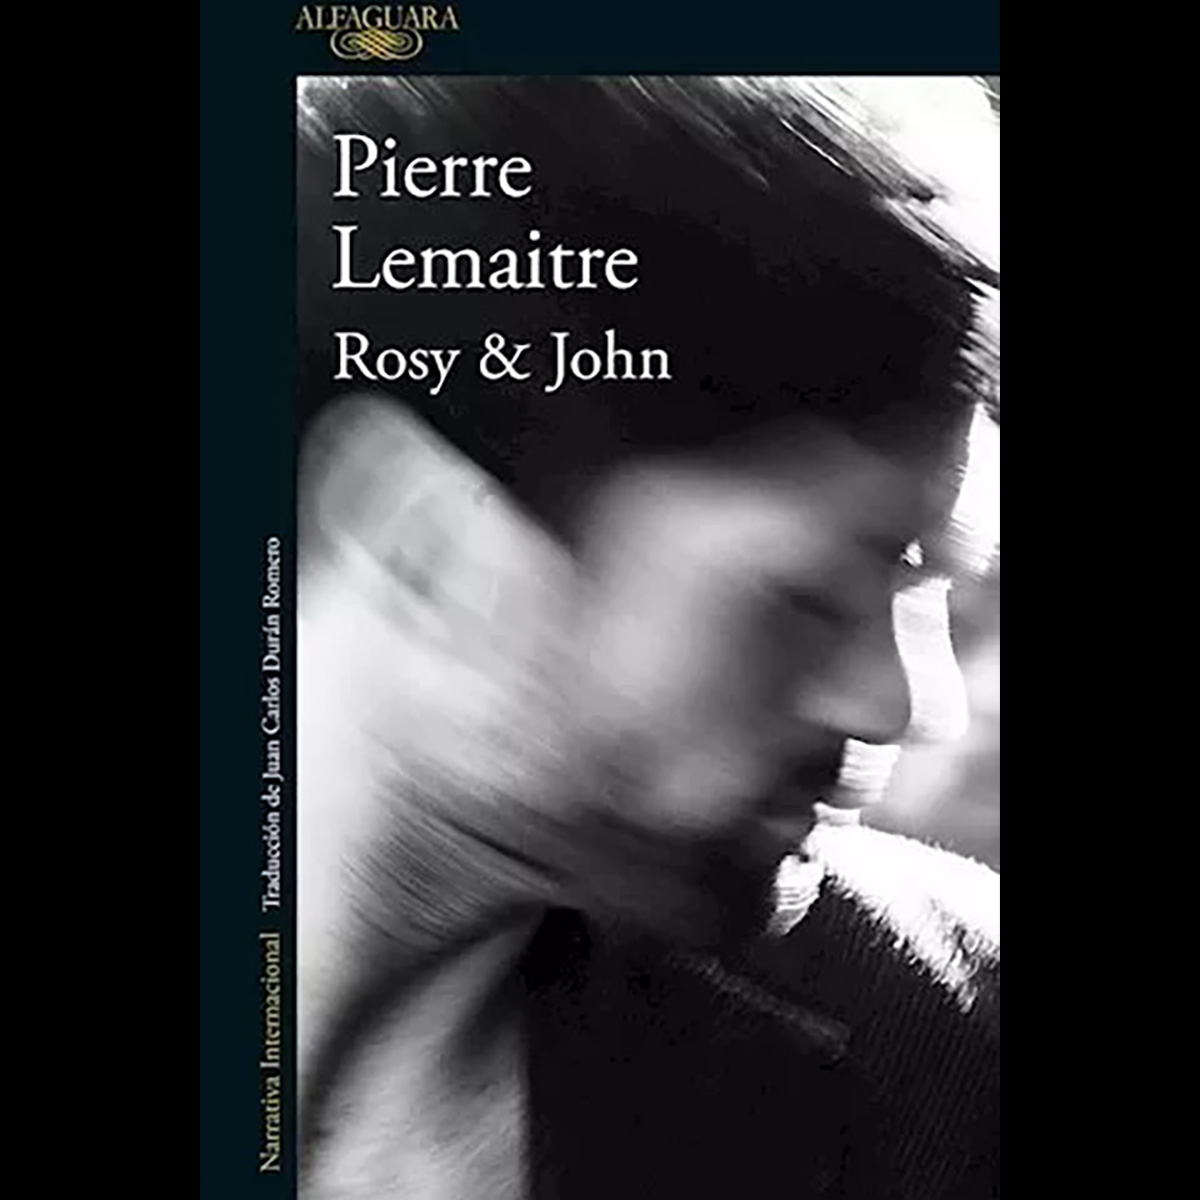 ALFAGUARA
Pierre
Lemaitre
Rosy & John
Narrativa Internacional Traducción de Juan Carlos Durán Romero